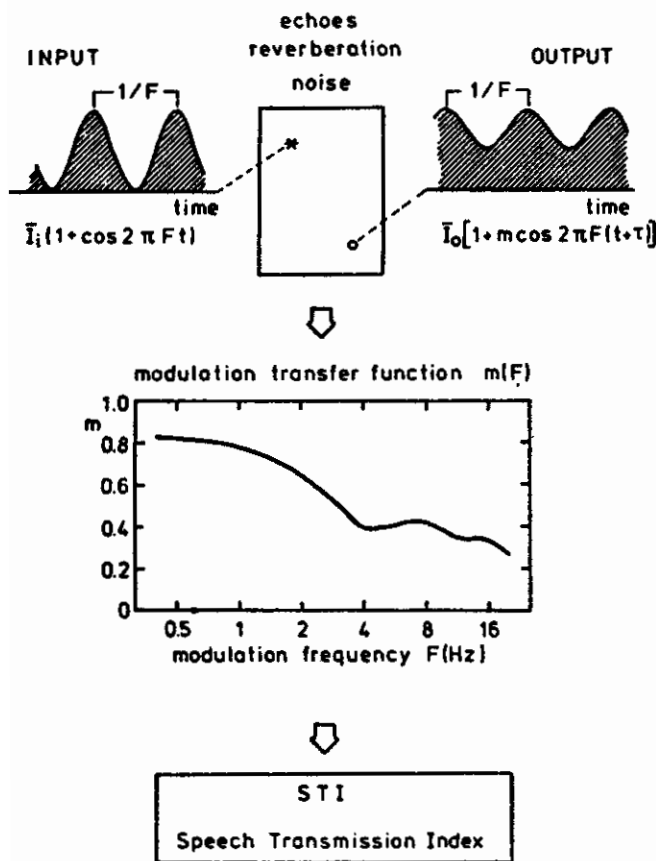 echoes
reverberation
noise
INPUT
OUTPUT
1/F
1/F
time
time
Ī_i(1+cos 2πFt)
Ī_o[1+m cos 2πF(t+τ)]
modulation transfer function m(F)
m
1.0
0.8
0.6
0.4
0.2
0
0.5 1 2 4 8 16
modulation frequency F(Hz)
STI
Speech Transmission Index